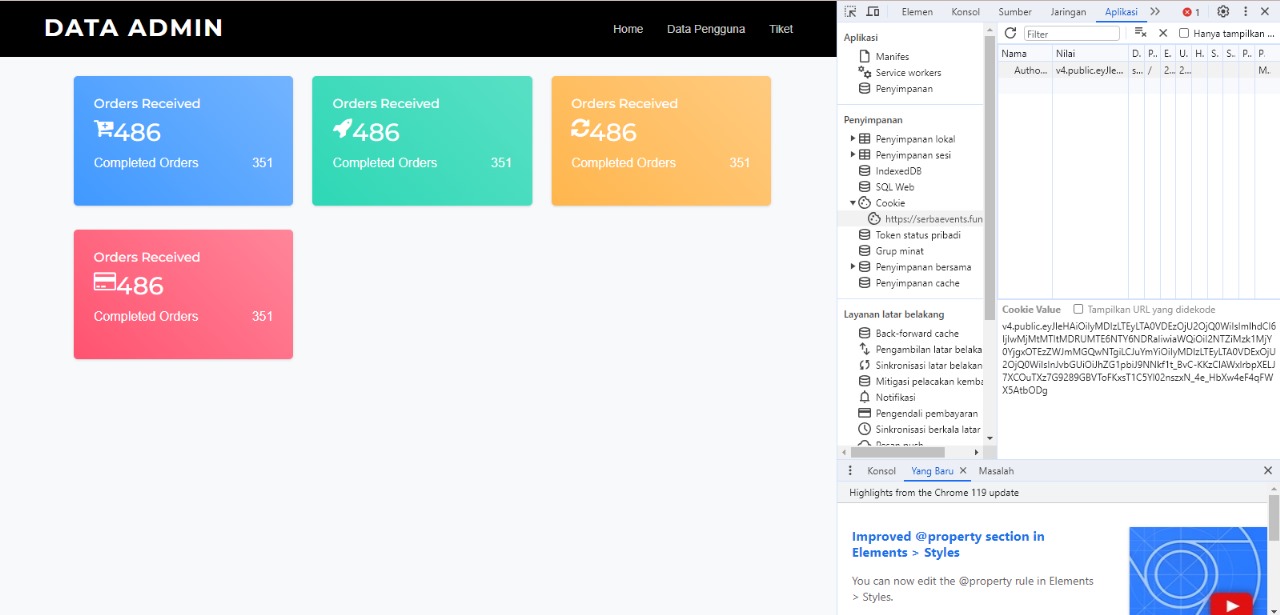 DATA ADMIN
Home
Data Pengguna
Tiket
Orders Received
486
Completed Orders 351
Orders Received
486
Completed Orders 351
Orders Received
486
Completed Orders 351
Orders Received
486
Completed Orders 351
Elemen
Konsol
Sumber
Jaringan
Aplikasi
1
Filter
Hanya tampilkan ...
Aplikasi
Manifes
Service workers
Penyimpanan
Penyimpanan
Penyimpanan lokal
Penyimpanan sesi
IndexedDB
SQL Web
Cookie
https://serbaevents.fun
Token status pribadi
Grup minat
Penyimpanan bersama
Penyimpanan cache
Layanan latar belakang
Back-forward cache
Pengambilan latar belaka
Sinkronisasi latar belakan
Mitigasi pelacakan kemba
Notifikasi
Pengendali pembayaran
Sinkronisasi berkala latar
Nama Nilai D. P.. E. U. H. S. S.. P.. P.
Autho... v4.public.eyJle... s... / 2... 2... M..
Cookie Value
Tampilkan URL yang didekode
Konsol
Yang Baru
Masalah
Highlights from the Chrome 119 update
Improved @property section in
Elements > Styles
You can now edit the @property rule in Elements
> Styles.